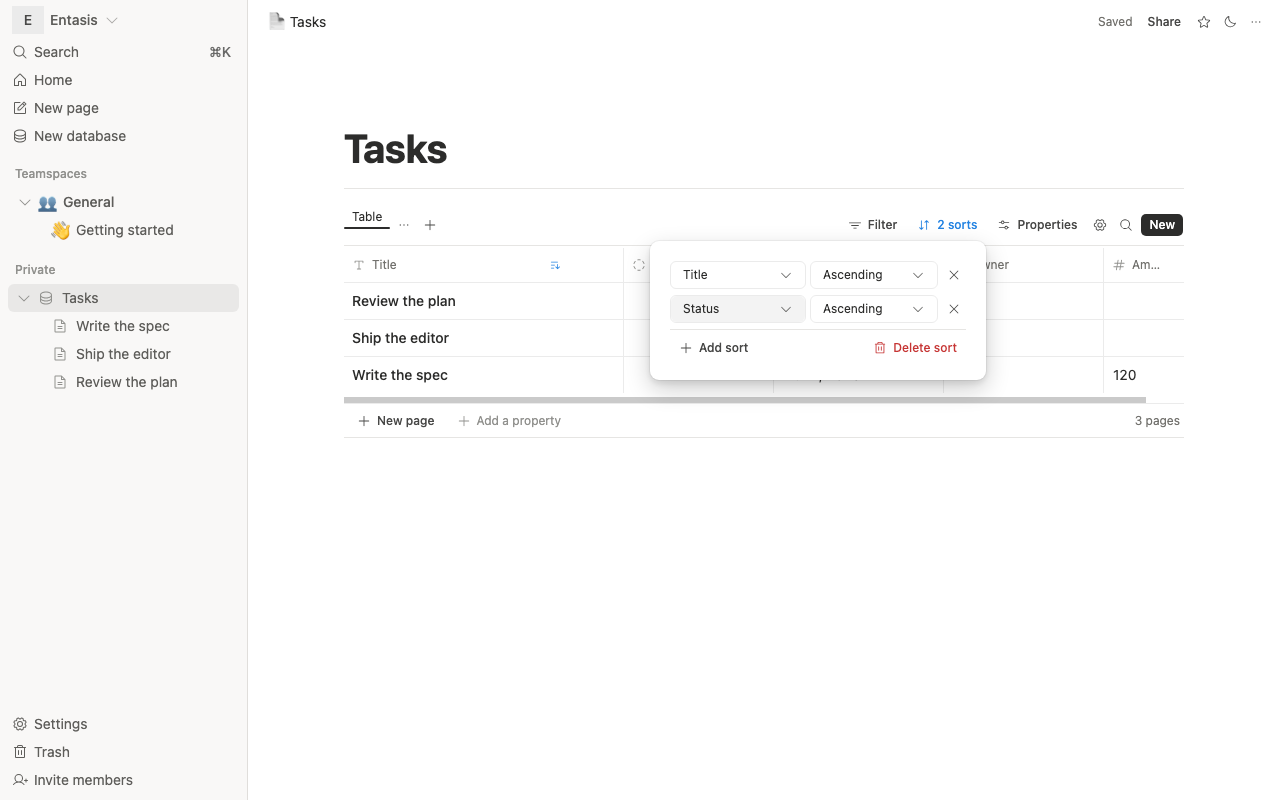 E Entasis
Search ⌘K
Home
New page
New database
Teamspaces
General
Getting started
Private
Tasks
Write the spec
Ship the editor
Review the plan
Settings
Trash
Invite members
Tasks
Saved Share
Tasks
Table
Filter 2 sorts Properties New
Title Am...
Review the plan
Ship the editor
Write the spec 120
Title Ascending
Status Ascending
Add sort Delete sort
New page Add a property 3 pages